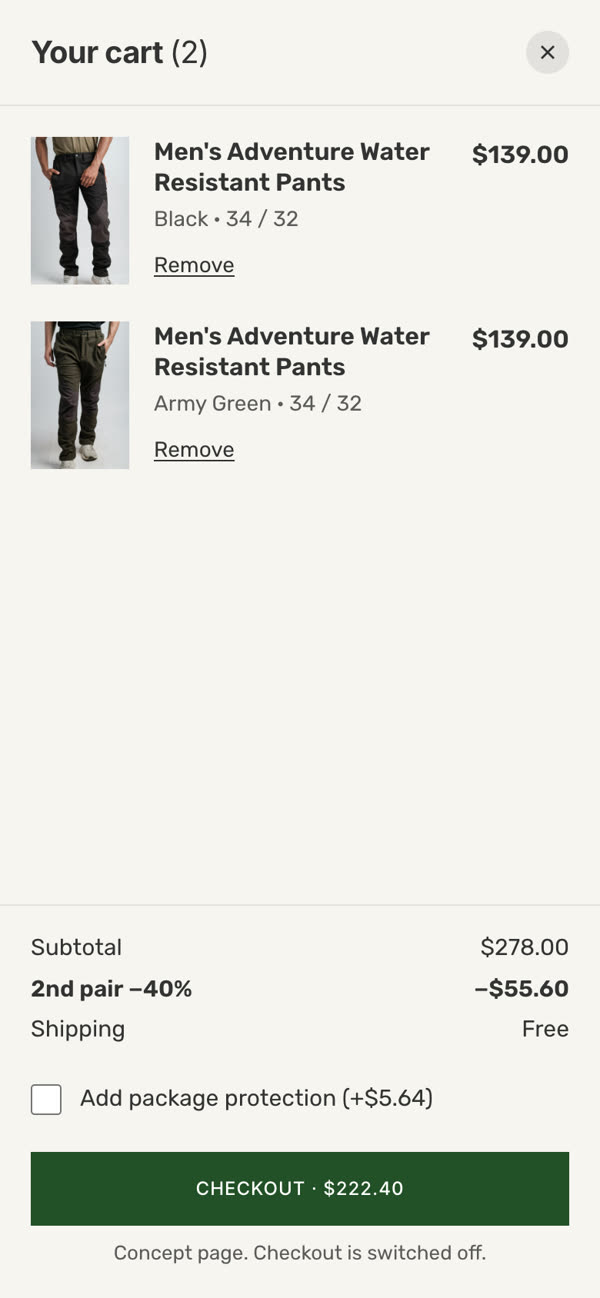 Your cart (2)
Men's Adventure Water
Resistant Pants
$139.00
Black • 34 / 32
Remove
Men's Adventure Water
Resistant Pants
$139.00
Army Green • 34 / 32
Remove
Subtotal $278.00
2nd pair –40% –$55.60
Shipping Free
Add package protection (+$5.64)
CHECKOUT · $222.40
Concept page. Checkout is switched off.